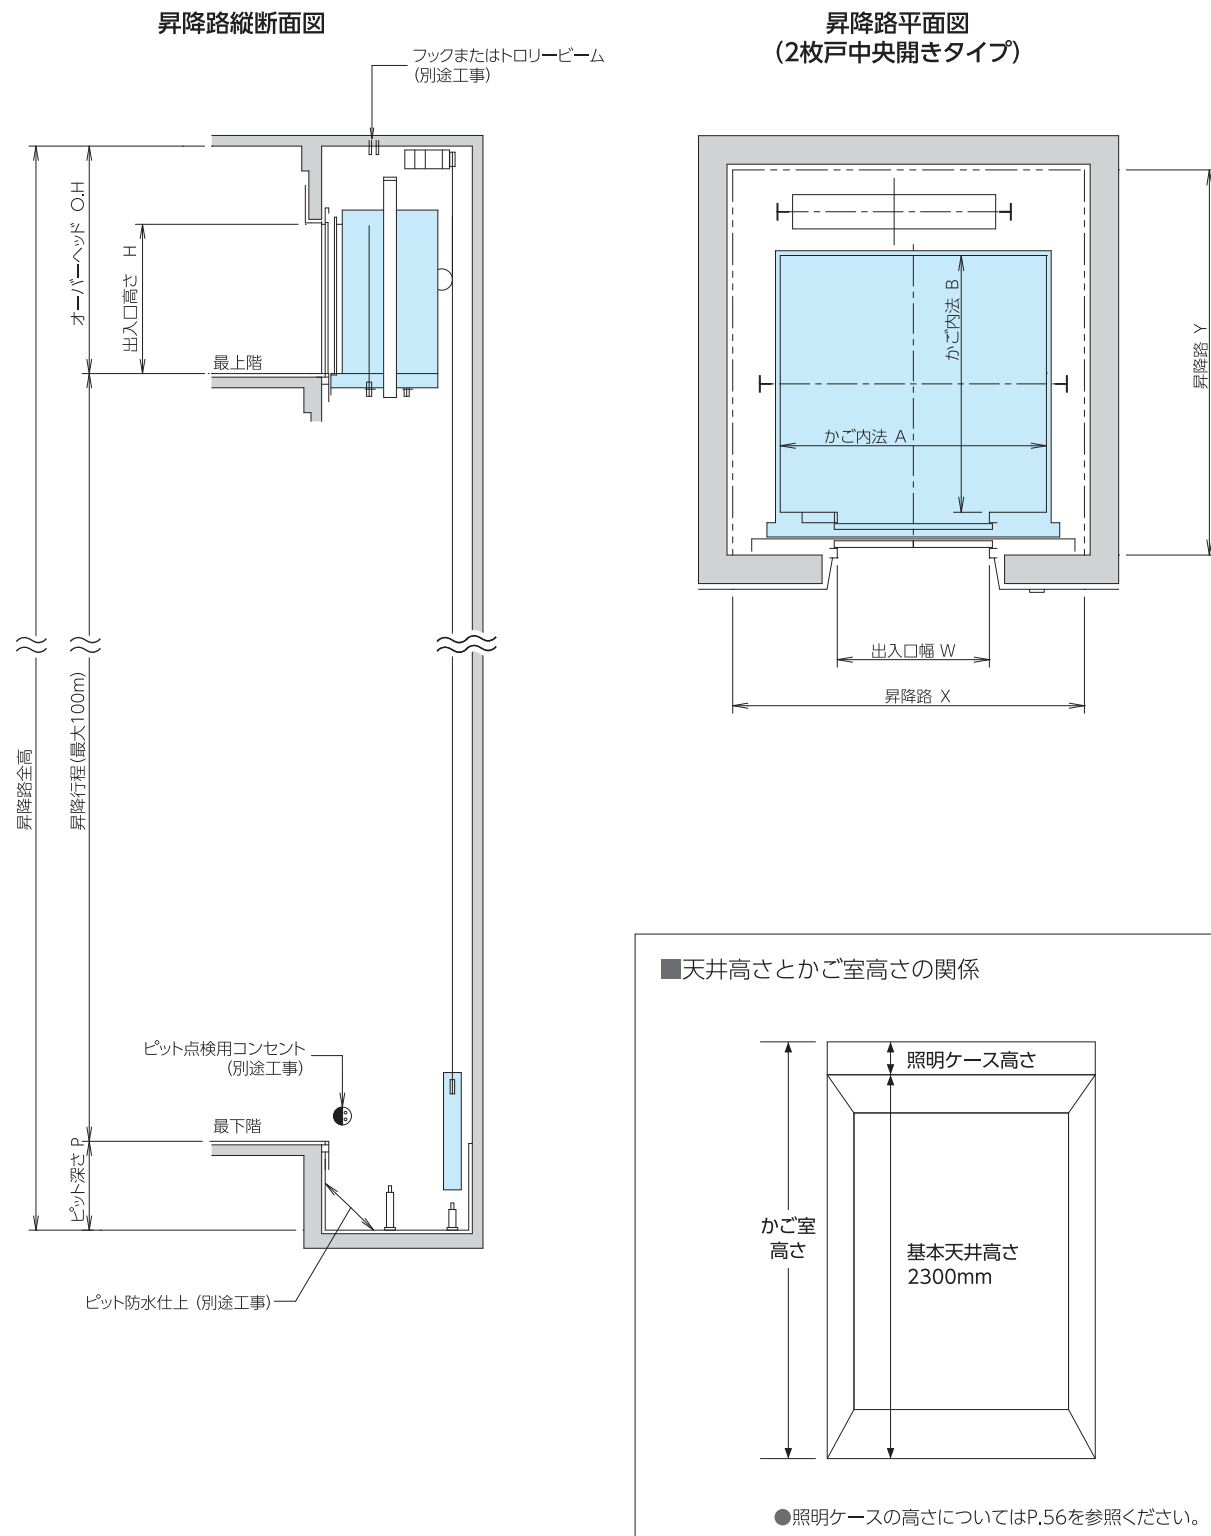 昇降路縦断面図
フックまたはトロリービーム
(別途工事)
オーバーヘッド O.H
出入口高さ H
最上階
昇降路全高
昇降行程(最大100m)
ピット点検用コンセント
(別途工事)
最下階
ピット深さ P
ピット防水仕上 (別途工事)
昇降路平面図
(2枚戸中央開きタイプ)
かご内法 B
かご内法 A
昇降路 Y
出入口幅 W
昇降路 X
■天井高さとかご室高さの関係
照明ケース高さ
かご室
高さ
基本天井高さ
2300mm
●照明ケースの高さについてはP.56を参照ください。